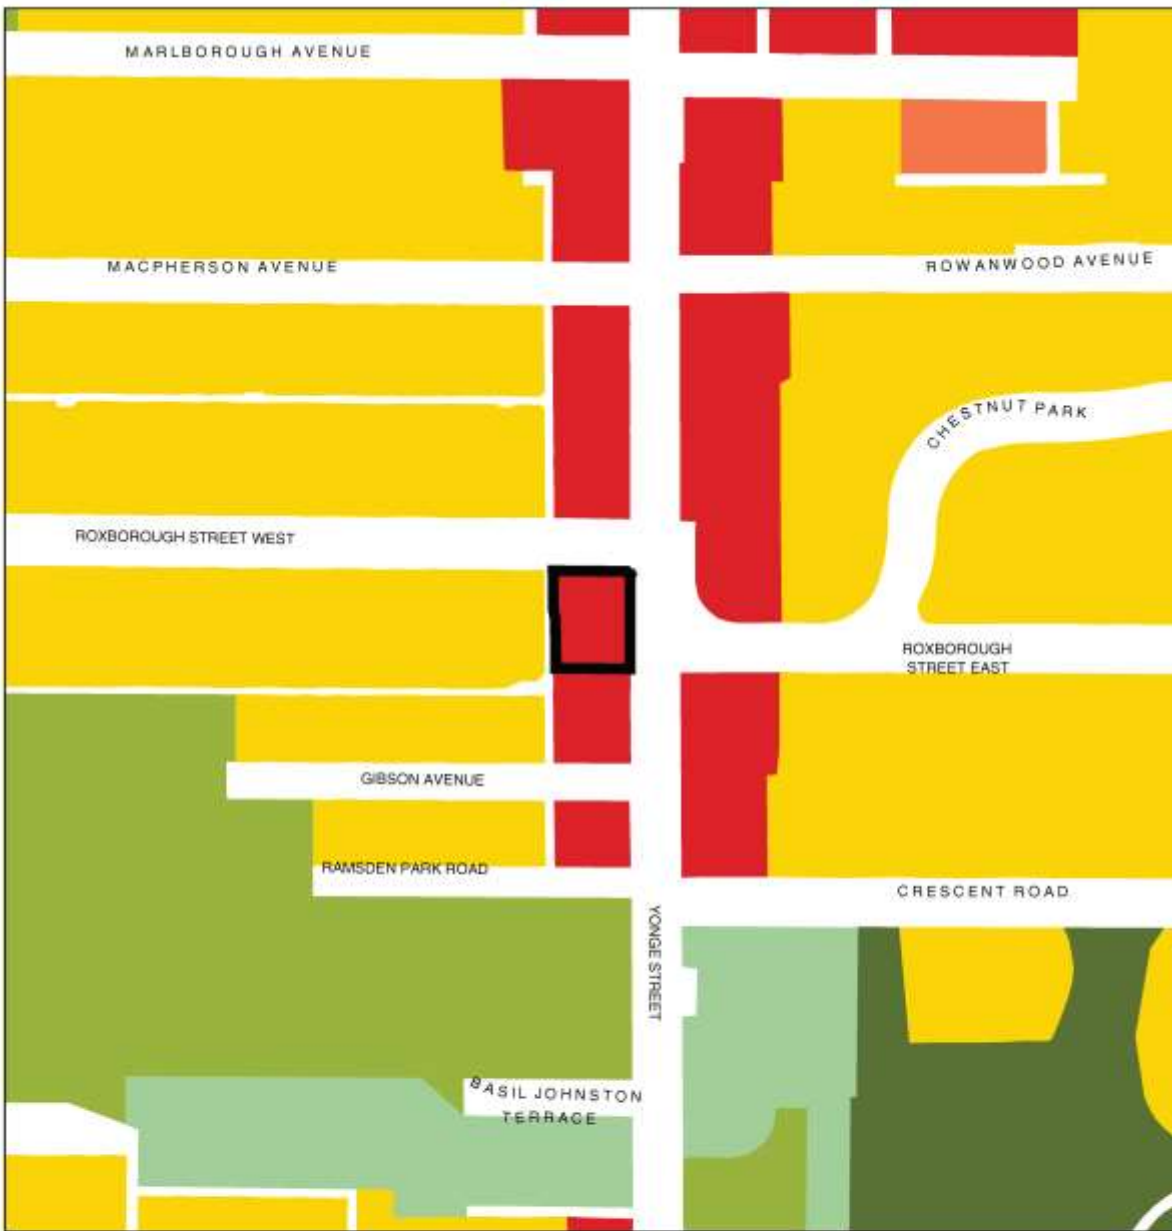 MARLBOROUGH AVENUE
MACPHERSON AVENUE
ROWANWOOD AVENUE
CHESTNUT PARK
ROXBOROUGH STREET WEST
ROXBOROUGH
STREET EAST
GIBSON AVENUE
RAMSDEN PARK ROAD
CRESCENT ROAD
YONGE STREET
BASIL JOHNSTON
TERRACE